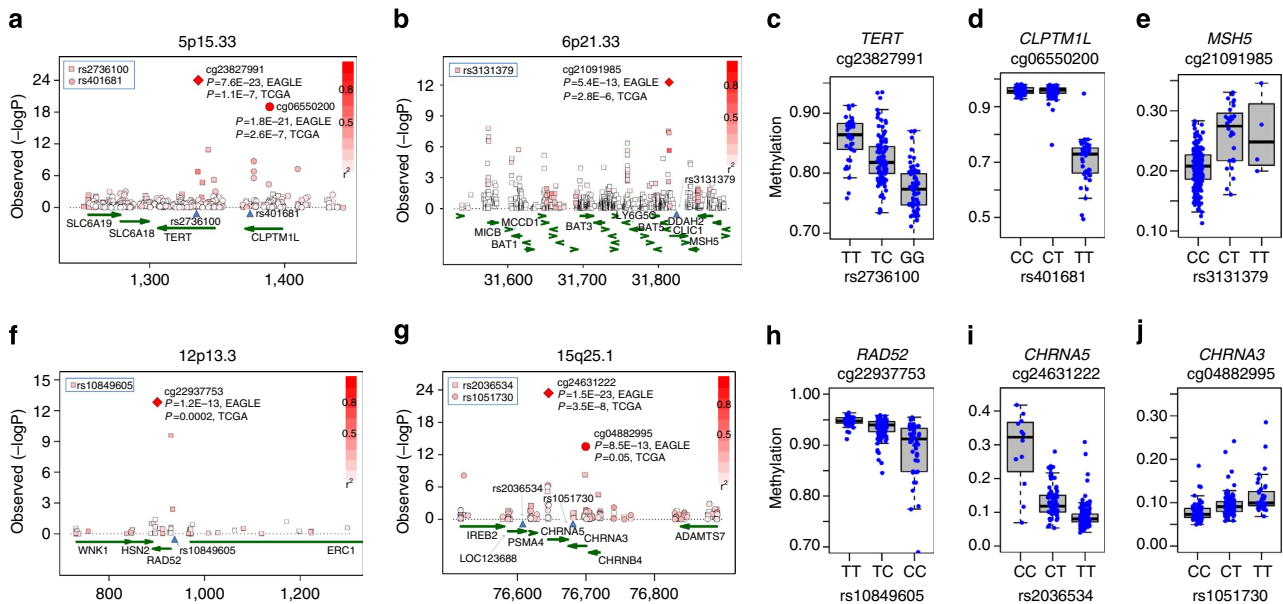 a
5p15.33
Observed (−logP)
24
18
12
6
0
rs2736100
rs401681
cg23827991
P=7.6E−23, EAGLE
P=1.1E−7, TCGA
cg06550200
P=1.8E−21, EAGLE
P=2.6E−7, TCGA
0.8
0.5
r2
SLC6A19
SLC6A18
rs2736100
TERT
rs401681
CLPTM1L
1,300
1,400
b
6p21.33
Observed (−logP)
12
9
6
3
0
rs3131379
cg21091985
P=5.4E−13, EAGLE
P=2.8E−6, TCGA
0.8
0.5
r2
rs3131379
MICB
MCCD1
BAT1
BAT3
LY6G5C
BAT5
DDAH2
CLIC1
MSH5
31,600
31,700
31,800
c
TERT
cg23827991
Methylation
0.90
0.80
0.70
TT TC GG
rs2736100
d
CLPTM1L
cg06550200
0.9
0.7
0.5
CC CT TT
rs401681
e
MSH5
cg21091985
0.30
0.20
0.10
CC CT TT
rs3131379
f
12p13.3
Observed (−logP)
15
12
9
6
3
0
rs10849605
cg22937753
P=1.2E−13, EAGLE
P=0.0002, TCGA
0.8
0.5
r2
WNK1
HSN2
RAD52
rs10849605
ERC1
800
1,000
1,200
g
15q25.1
Observed (−logP)
24
18
12
6
0
rs2036534
rs1051730
cg24631222
P=1.5E−23, EAGLE
P=3.5E−8, TCGA
cg04882995
P=8.5E−13, EAGLE
P=0.05, TCGA
0.8
0.5
r2
rs2036534
rs1051730
IREB2
LOC123688
PSMA4
CHRNA5
CHRNA3
CHRNB4
ADAMTS7
76,600
76,700
76,800
h
RAD52
cg22937753
Methylation
1.00
0.90
0.80
0.70
TT TC CC
rs10849605
i
CHRNA5
cg24631222
0.4
0.3
0.2
0.1
0.0
CC CT TT
rs2036534
j
CHRNA3
cg04882995
0.30
0.20
0.10
0.00
CC CT TT
rs1051730